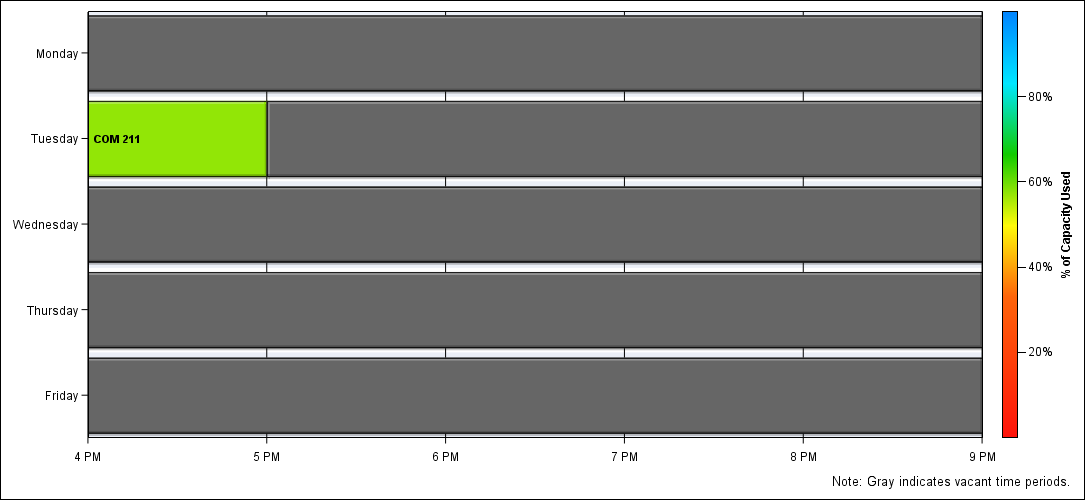 Monday
Tuesday
COM 211
Wednesday
Thursday
Friday
4 PM 5 PM 6 PM 7 PM 8 PM 9 PM
80%
60%
40%
20%
% of Capacity Used
Note: Gray indicates vacant time periods.